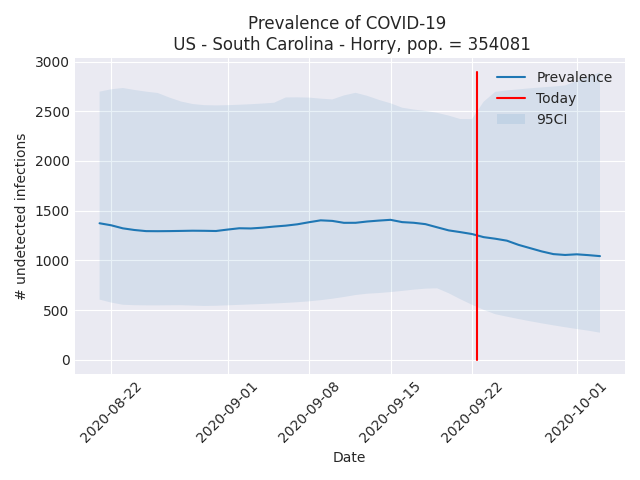 Prevalence of COVID-19
US - South Carolina - Horry, pop. = 354081
3000
2500
2000
1500
1000
500
0
# undetected infections
Prevalence
Today
95CI
2020-08-22
2020-09-01
2020-09-08
2020-09-15
2020-09-22
2020-10-01
Date